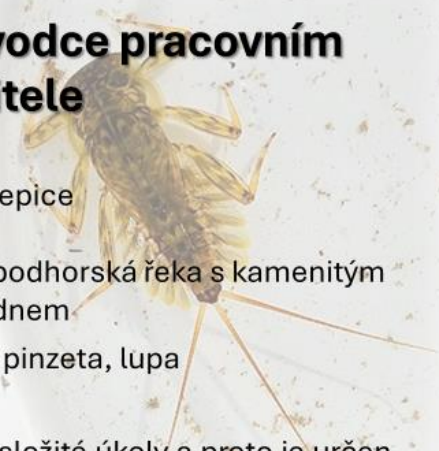 vodce pracovním
itele
epice
podhorská řeka s kamenitým
dnem
pinzeta, lupa
složité úkoly a proto je určen